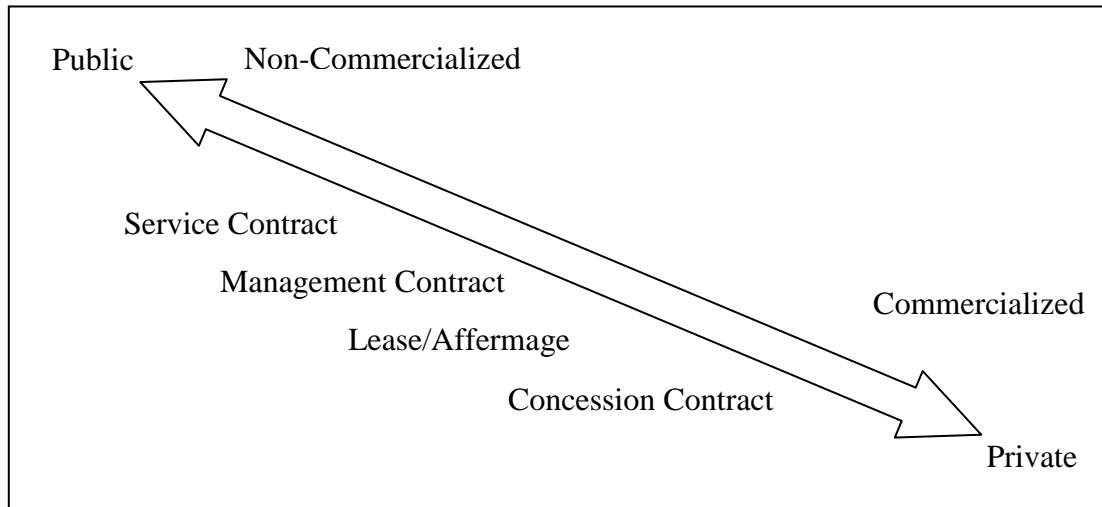 Public
Non-Commercialized
Service Contract
Management Contract
Commercialized
Lease/Affermage
Concession Contract
Private